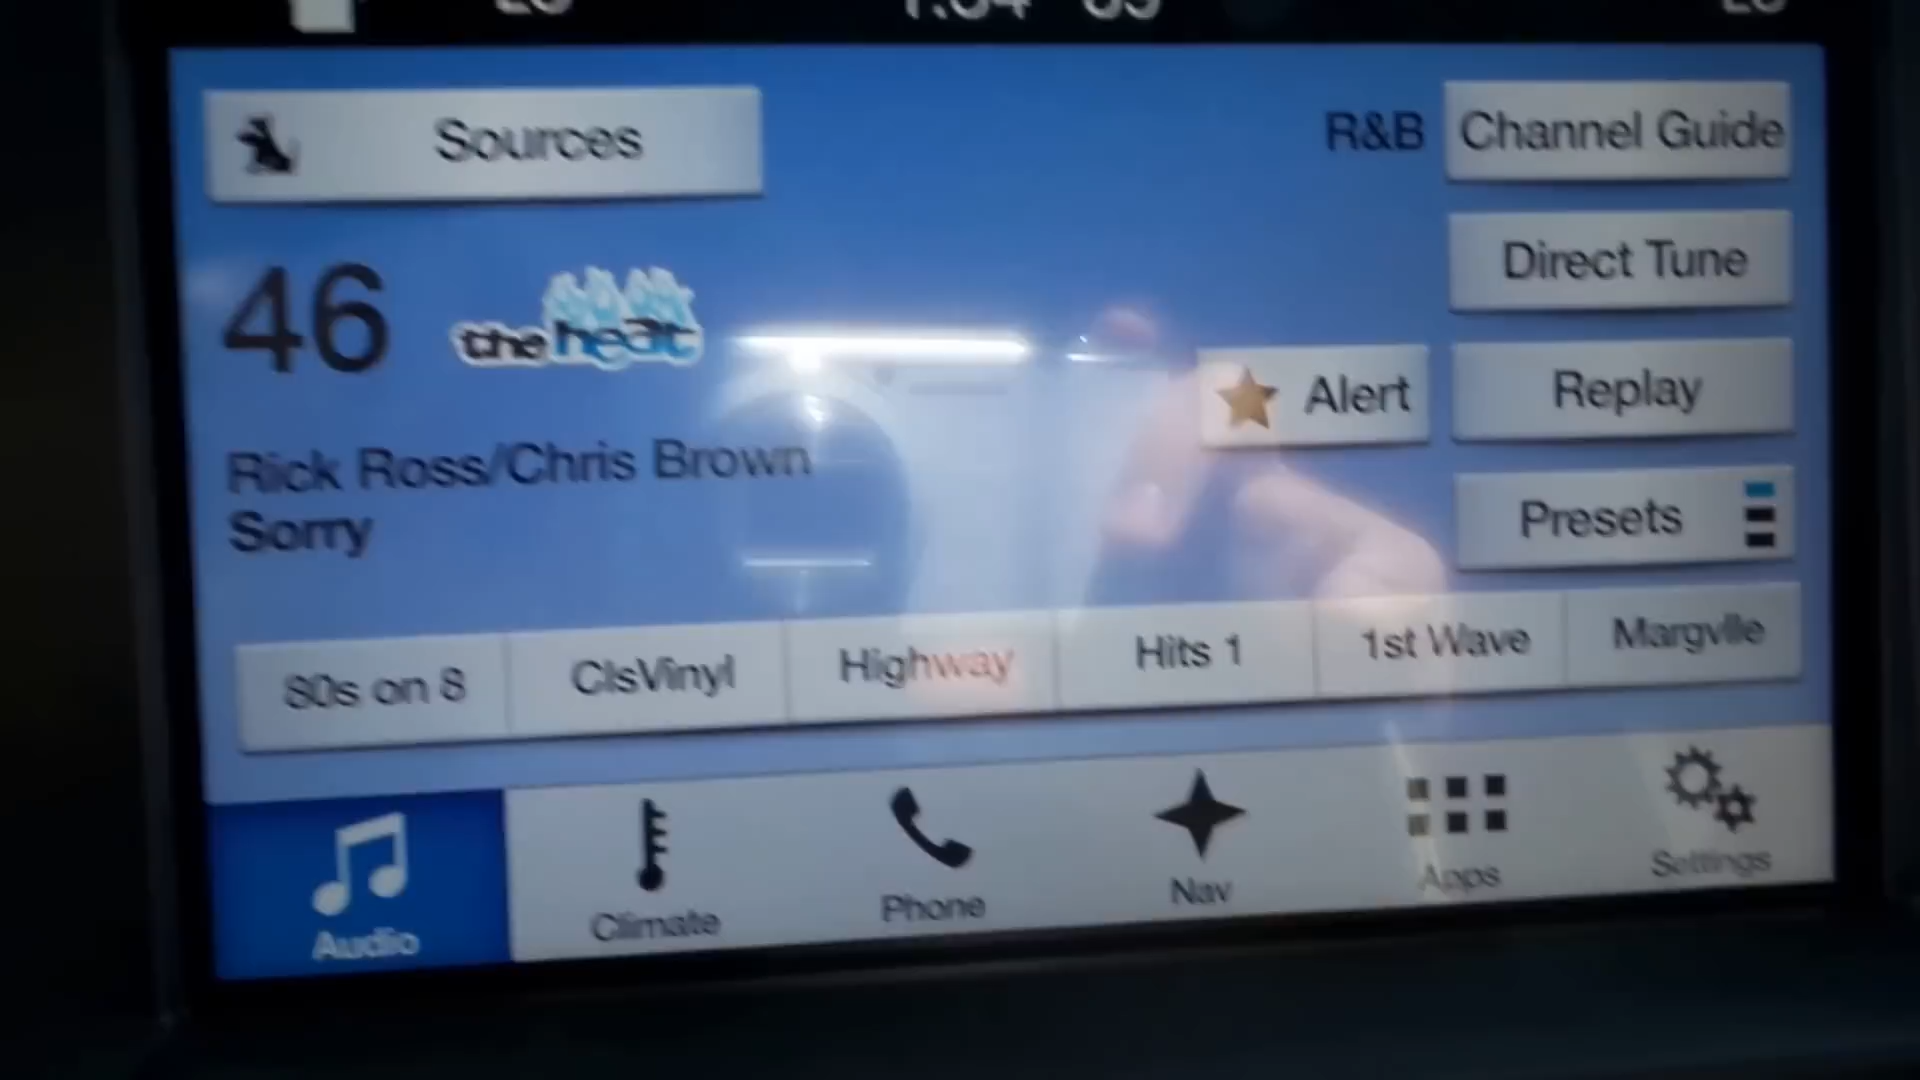 Sources
R&B
Channel Guide
Direct Tune
46
the heat
Alert
Replay
Rick Ross/Chris Brown
Sorry
Presets
80s on 8
ClsVinyl
Highway
Hits 1
1st Wave
Margvlle
Audio
Climate
Phone
Nav
Apps
Settings